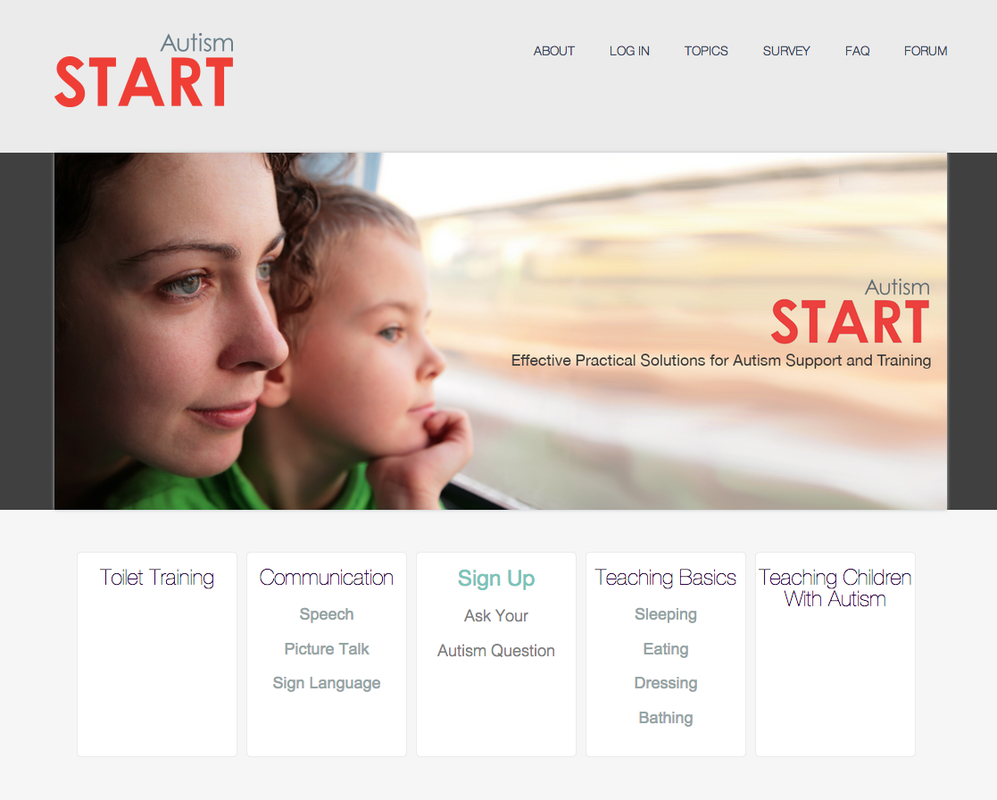 Autism
START
ABOUT LOG IN TOPICS SURVEY FAQ FORUM
Autism
START
Effective Practical Solutions for Autism Support and Training
Toilet Training
Communication
Speech
Picture Talk
Sign Language
Sign Up
Ask Your
Autism Question
Teaching Basics
Sleeping
Eating
Dressing
Bathing
Teaching Children
With Autism